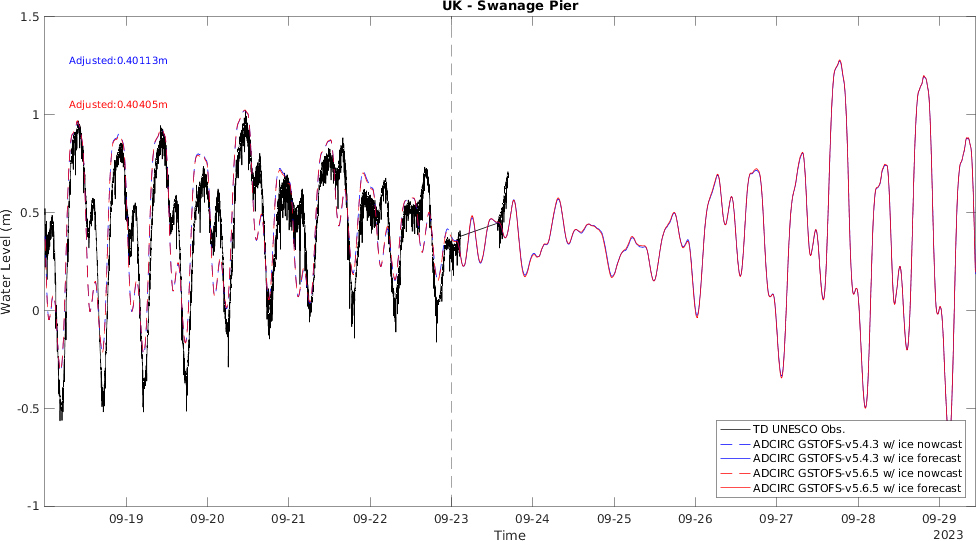 UK - Swanage Pier
1.5
Adjusted:0.40113m
Adjusted:0.40405m
1
0.5
0
-0.5
-1
Water Level (m)
TD UNESCO Obs.
ADCIRC GSTOFS-v5.4.3 w/ ice nowcast
ADCIRC GSTOFS-v5.4.3 w/ ice forecast
ADCIRC GSTOFS-v5.6.5 w/ ice nowcast
ADCIRC GSTOFS-v5.6.5 w/ ice forecast
09-19 09-20 09-21 09-22 09-23 09-24 09-25 09-26 09-27 09-28 09-29
Time
2023